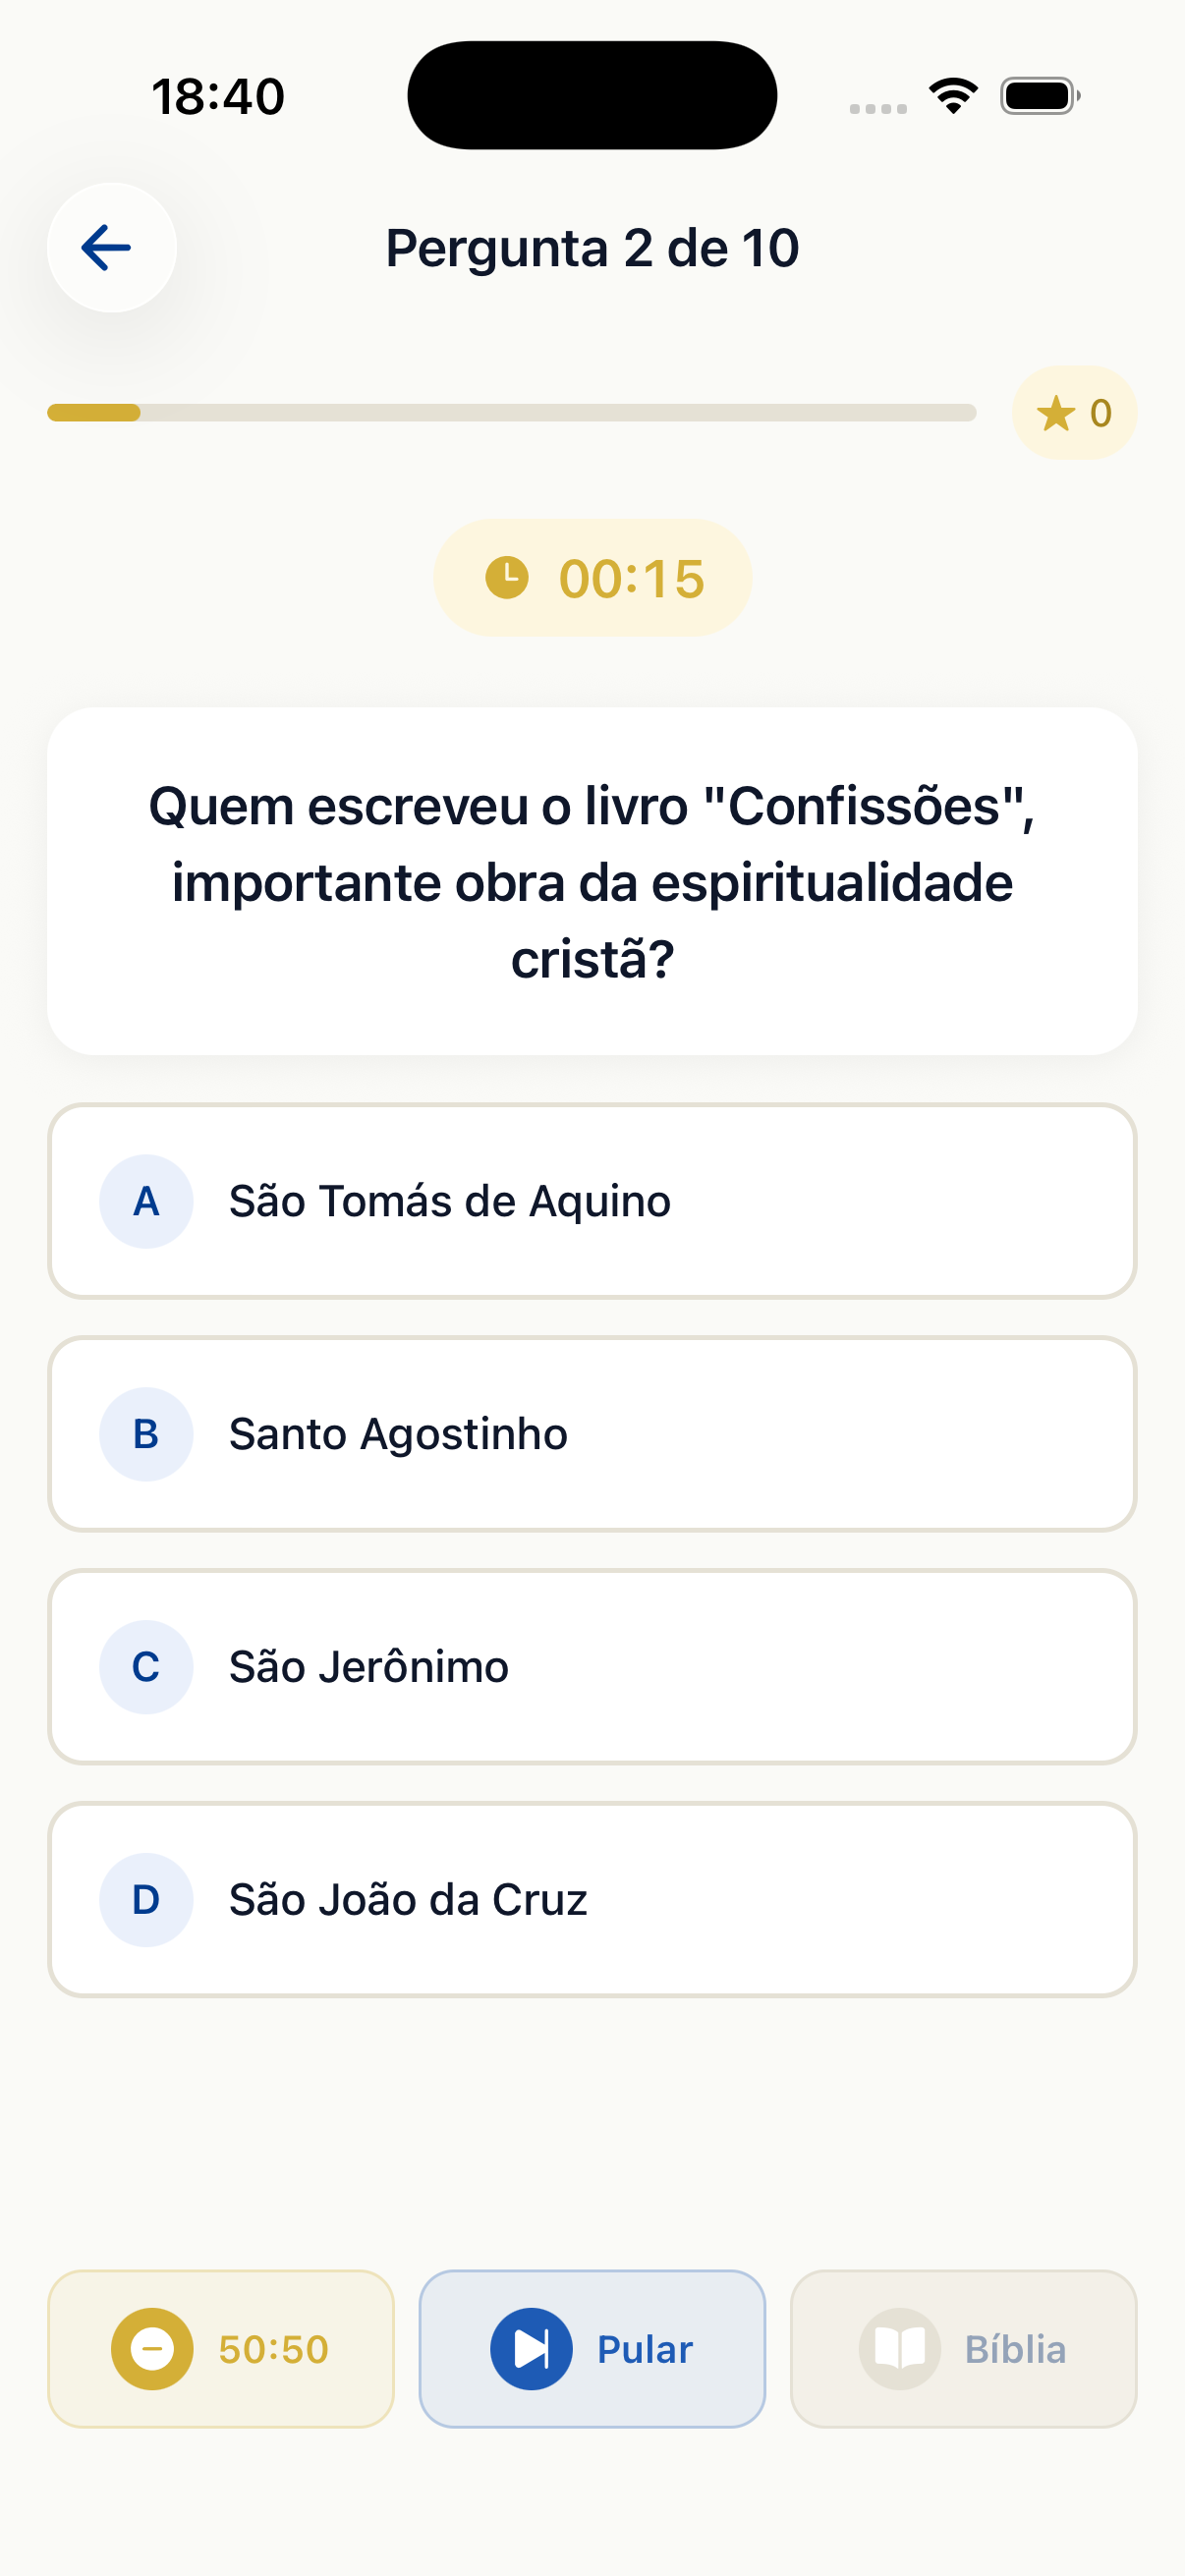 18:40
Pergunta 2 de 10
0
00:15
Quem escreveu o livro "Confissões",
importante obra da espiritualidade
cristã?
A São Tomás de Aquino
B Santo Agostinho
C São Jerônimo
D São João da Cruz
50:50 Pular Bíblia